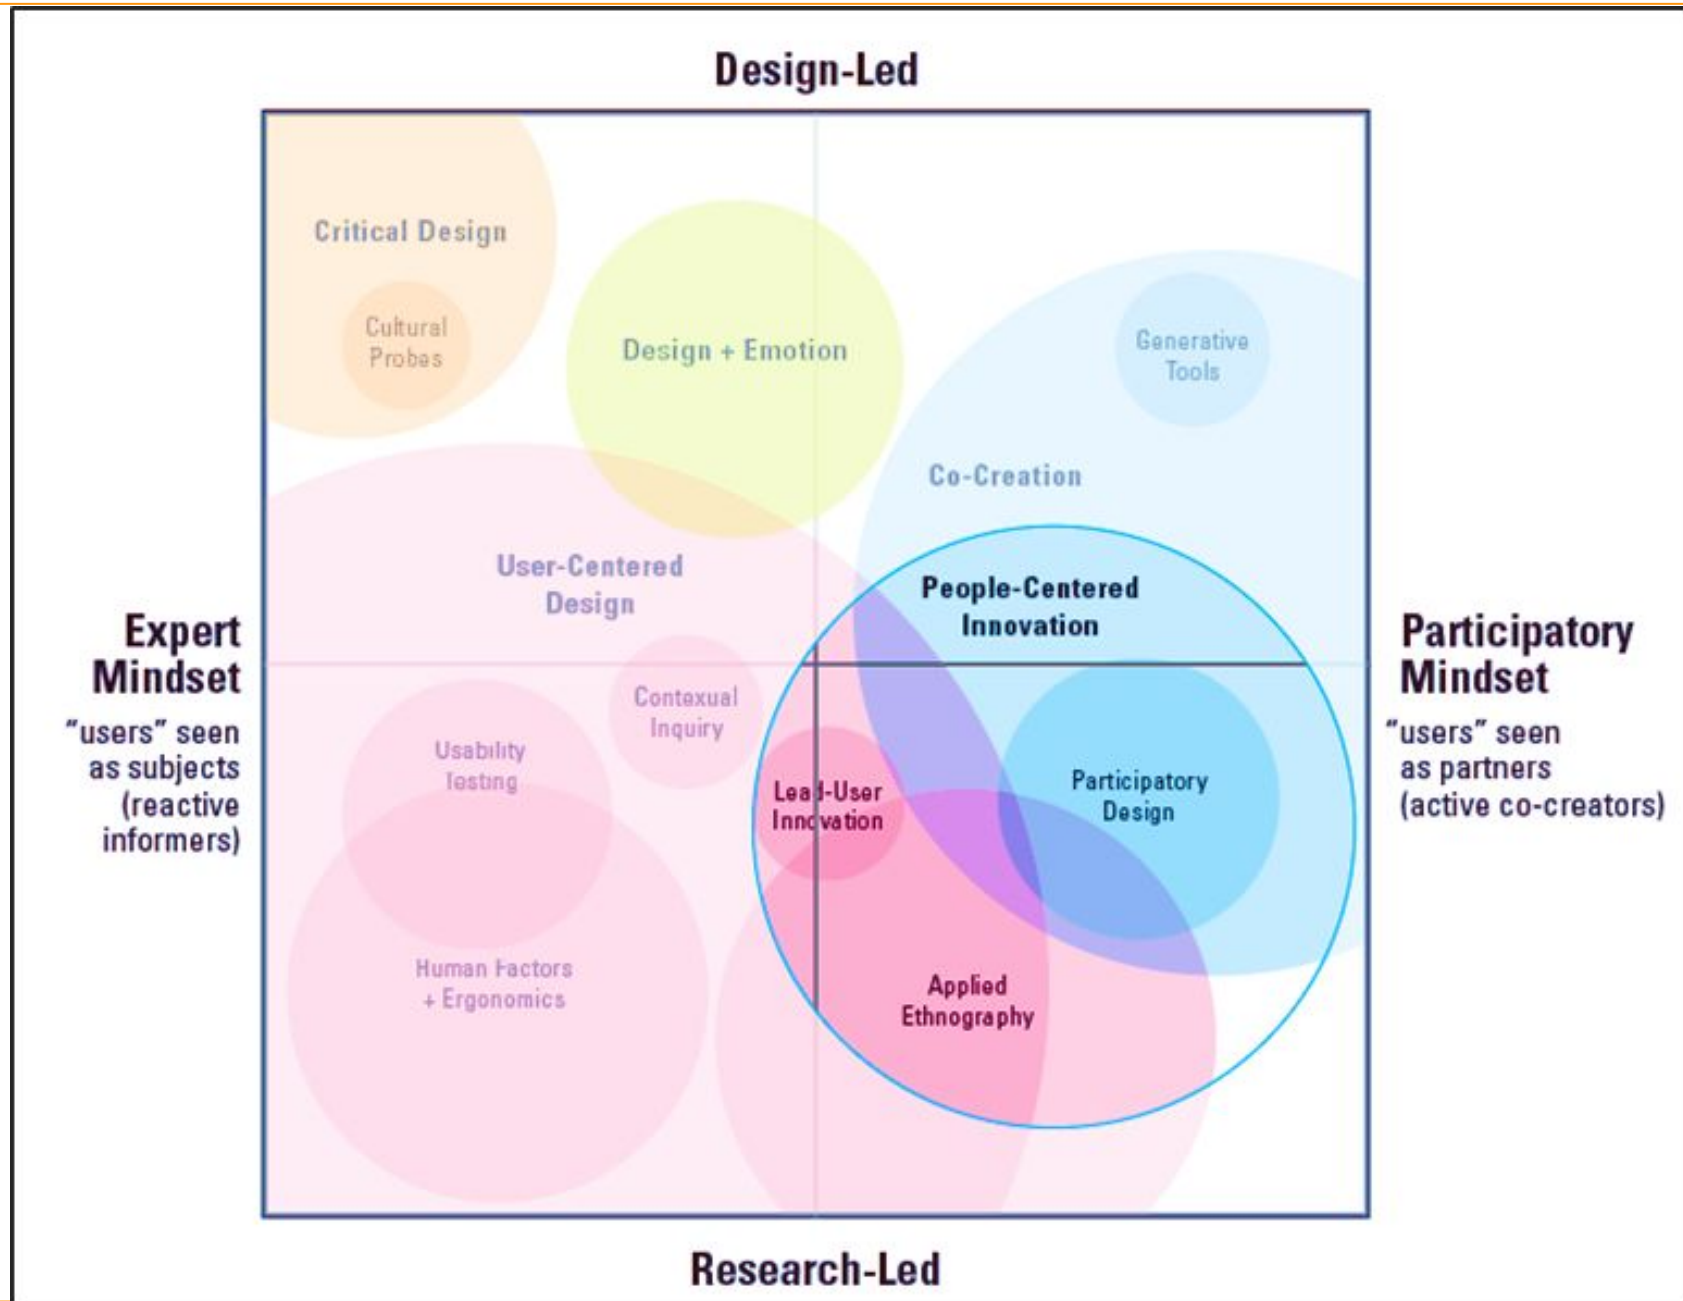 Design-Led
Critical Design
Cultural
Probes
Design + Emotion
Generative
Tools
Co-Creation
User-Centered
Design
People-Centered
Innovation
Expert
Mindset
"users" seen
as subjects
(reactive
informers)
Participatory
Mindset
"users" seen
as partners
(active co-creators)
Contexual
Inquiry
Usability
Testing
Lead-User
Innovation
Participatory
Design
Human Factors
+ Ergonomics
Applied
Ethnography
Research-Led